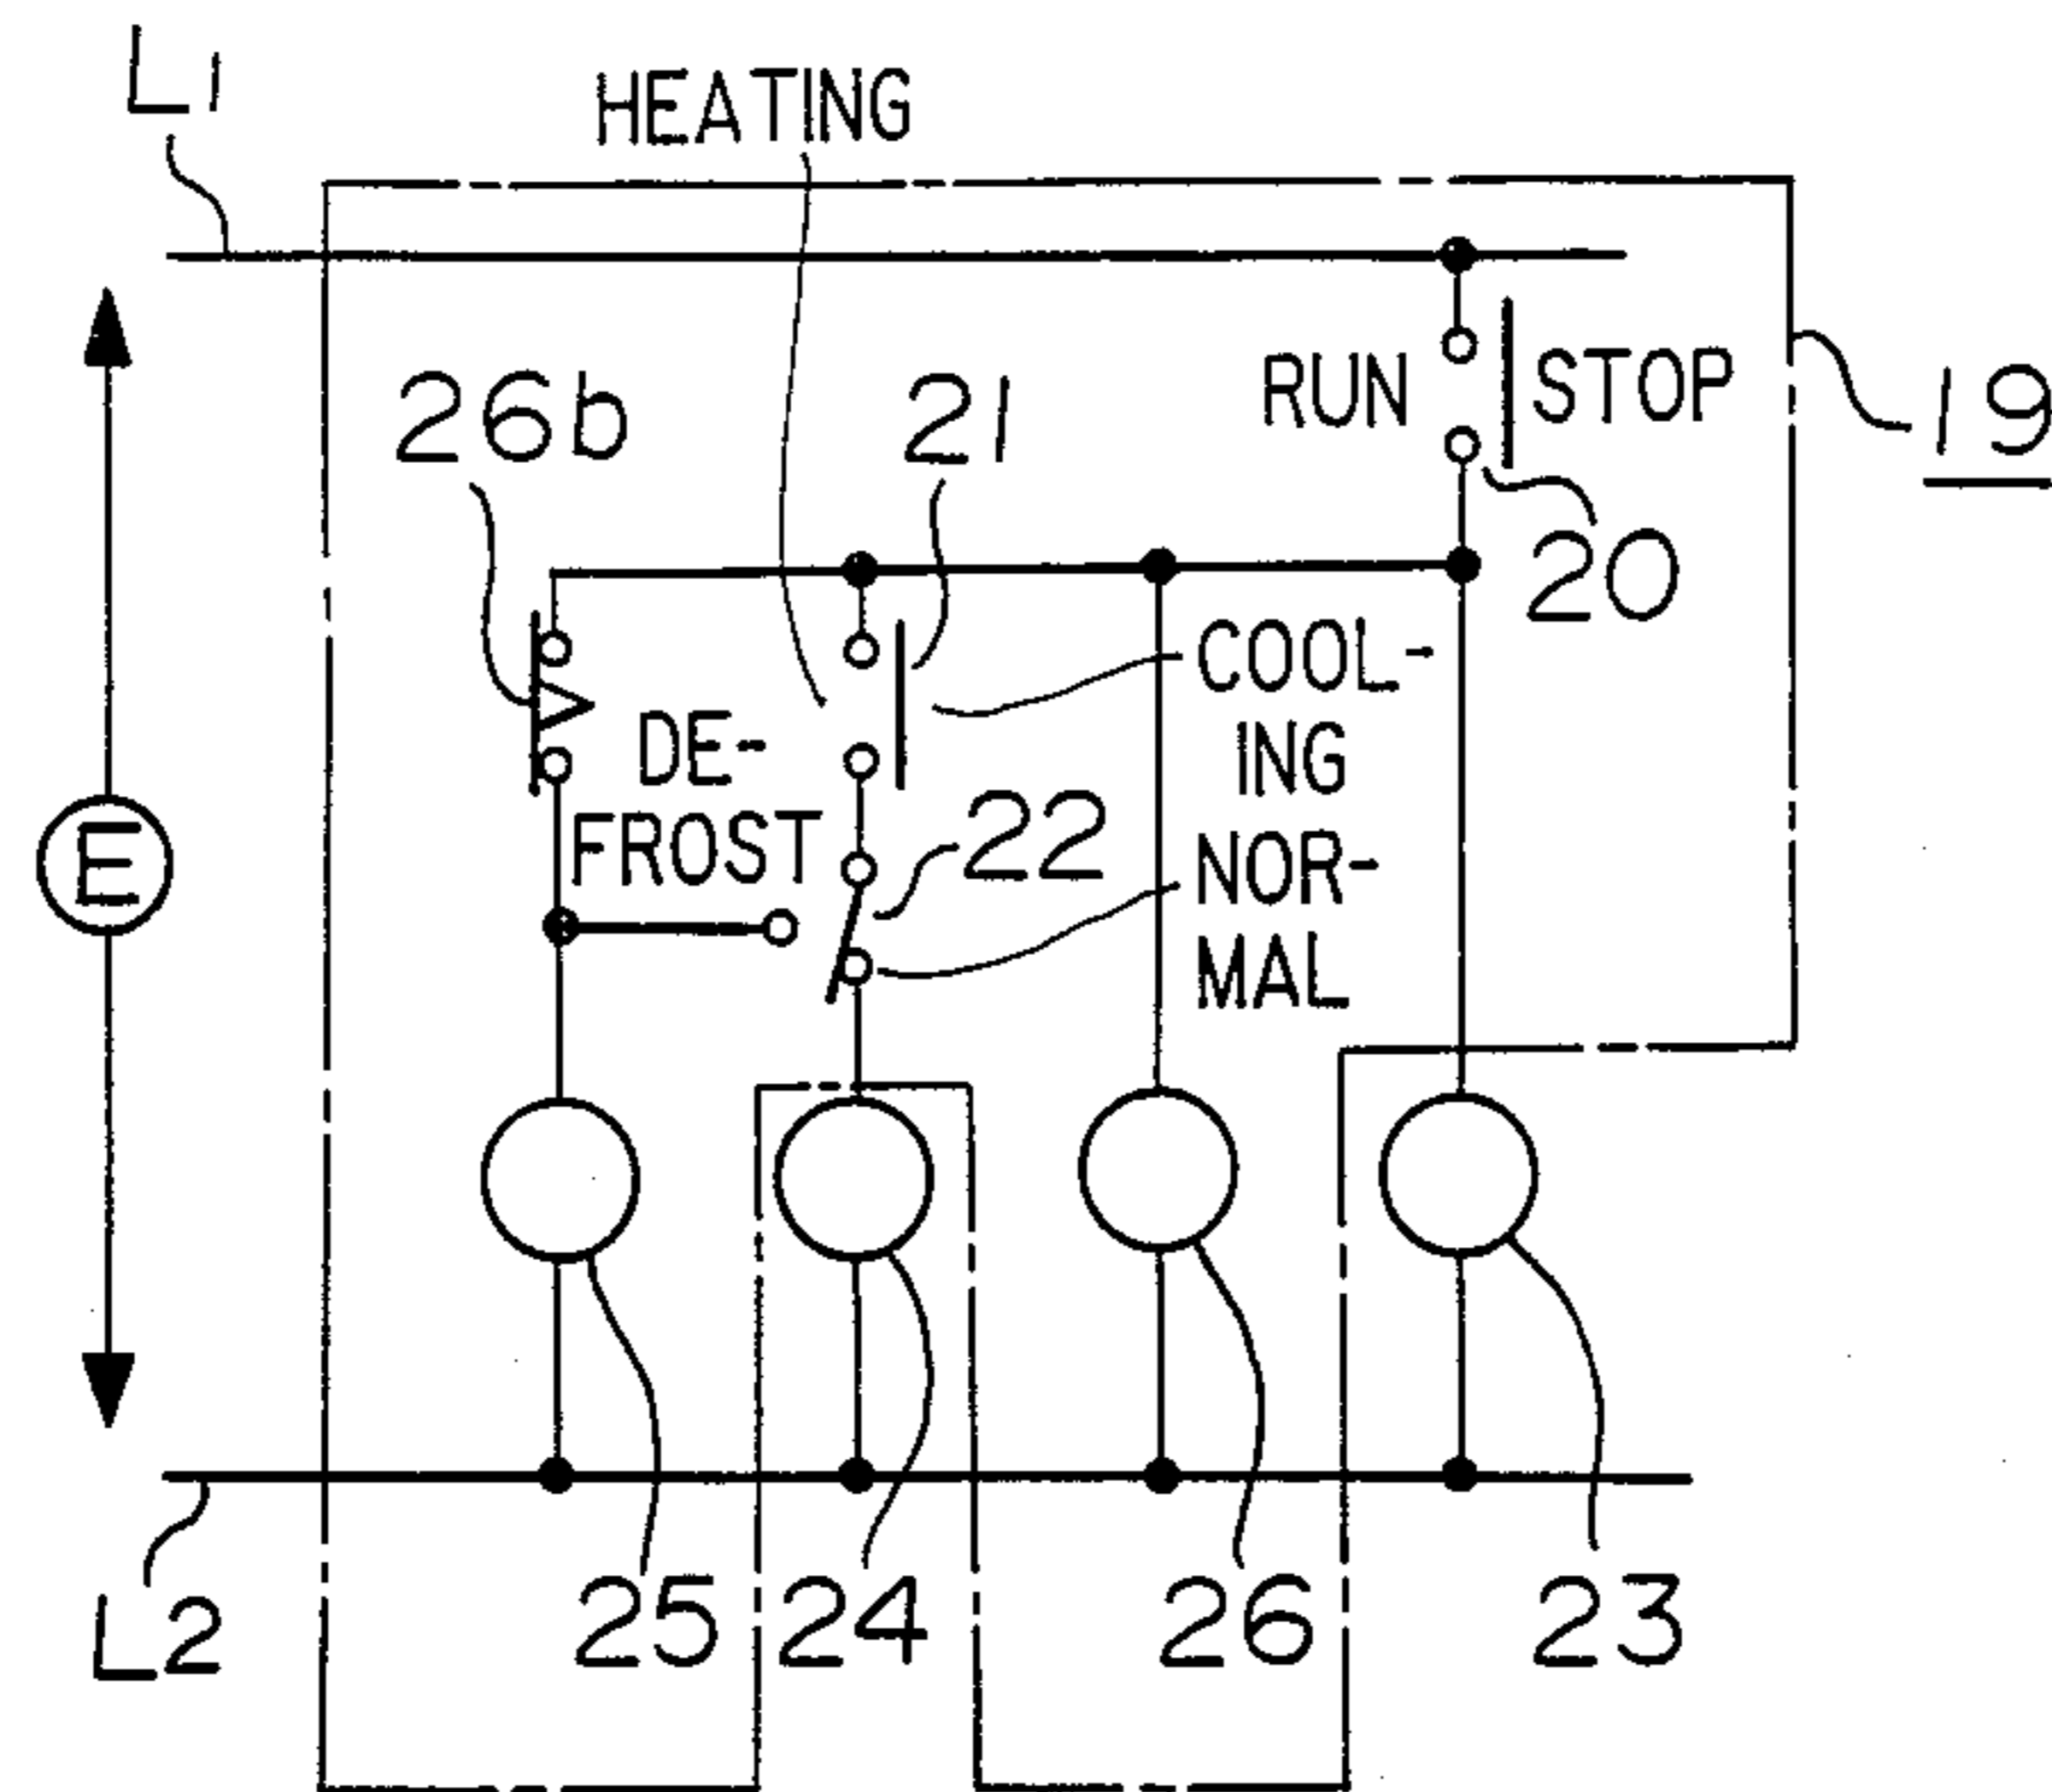 L1
HEATING
26b
21
RUN
STOP
19
20
COOL-
ING
DE-
FROST
22
NOR-
MAL
E
25
24
26
23
L2